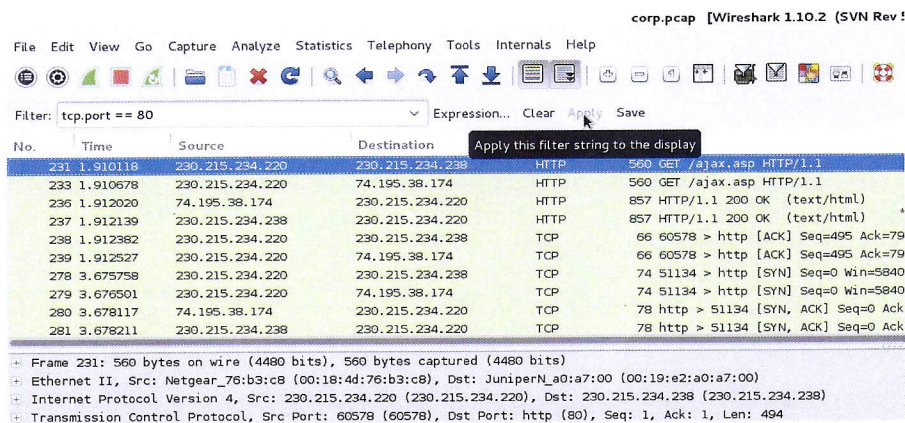 corp.pcap [Wireshark 1.10.2 (SVN Rev 5
File Edit View Go Capture Analyze Statistics Telephony Tools Internals Help
Filter: tcp.port == 80 Expression... Clear Apply Save
No. Time Source Destination
Apply this filter string to the display
231 1.910118 230.215.234.220 230.215.234.238 HTTP 560 GET /ajax.asp HTTP/1.1
233 1.910678 230.215.234.220 74.195.38.174 HTTP 560 GET /ajax.asp HTTP/1.1
236 1.912020 74.195.38.174 230.215.234.220 HTTP 857 HTTP/1.1 200 OK (text/html)
237 1.912139 230.215.234.238 230.215.234.220 HTTP 857 HTTP/1.1 200 OK (text/html)
238 1.912382 230.215.234.220 230.215.234.238 TCP 66 60578 > http [ACK] Seq=495 Ack=79
239 1.912527 230.215.234.220 74.195.38.174 TCP 66 60578 > http [ACK] Seq=495 Ack=79
278 3.675758 230.215.234.220 230.215.234.238 TCP 74 51134 > http [SYN] Seq=0 Win=5840
279 3.676501 230.215.234.220 74.195.38.174 TCP 74 51134 > http [SYN] Seq=0 Win=5840
280 3.678117 74.195.38.174 230.215.234.220 TCP 78 http > 51134 [SYN, ACK] Seq=0 Ack
281 3.678211 230.215.234.238 230.215.234.220 TCP 78 http > 51134 [SYN, ACK] Seq=0 Ack
+ Frame 231: 560 bytes on wire (4480 bits), 560 bytes captured (4480 bits)
+ Ethernet II, Src: Netgear_76:b3:c8 (00:18:4d:76:b3:c8), Dst: JuniperN_a0:a7:00 (00:19:e2:a0:a7:00)
+ Internet Protocol Version 4, Src: 230.215.234.220 (230.215.234.220), Dst: 230.215.234.238 (230.215.234.238)
+ Transmission Control Protocol, Src Port: 60578 (60578), Dst Port: http (80), Seq: 1, Ack: 1, Len: 494